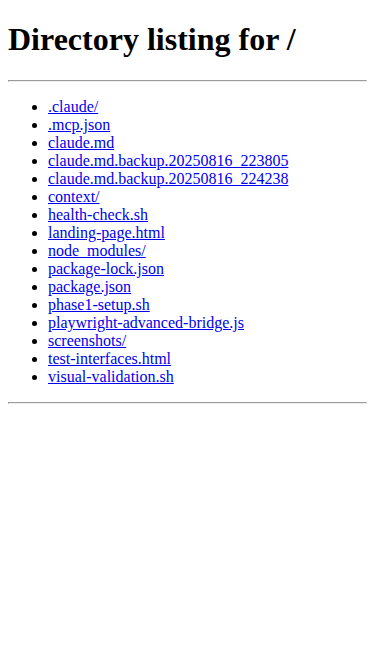 Directory listing for /
.claude/
.mcp.json
claude.md
claude.md.backup.20250816_223805
claude.md.backup.20250816_224238
context/
health-check.sh
landing-page.html
node_modules/
package-lock.json
package.json
phase1-setup.sh
playwright-advanced-bridge.js
screenshots/
test-interfaces.html
visual-validation.sh